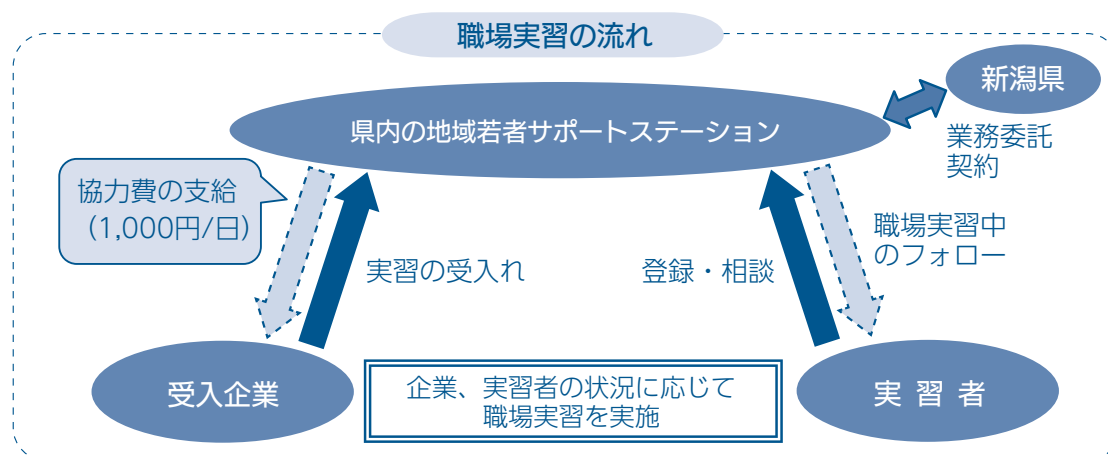 職場実習の流れ
新潟県
県内の地域若者サポートステーション
業務委託
契約
協力費の支給
(1,000円/日)
実習の受入れ
登録・相談
職場実習中
のフォロー
受入企業
企業、実習者の状況に応じて
職場実習を実施
実 習 者